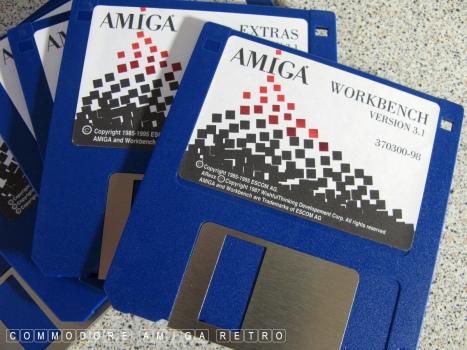 AMIGA
EXTRAS
© Copyright 1985-1995 ESCOM
AMIGA and Workbench
AMIGA
WORKBENCH
VERSION 3.1
370300-98
© Copyright 1985-1995 ESCOM AG.
ARexx © Copyright 1987 WishfulThinking Development Corp. All rights reserved
AMIGA and Workbench are Trademarks of ESCOM AG.
COMMODORE AMIGA RETRO